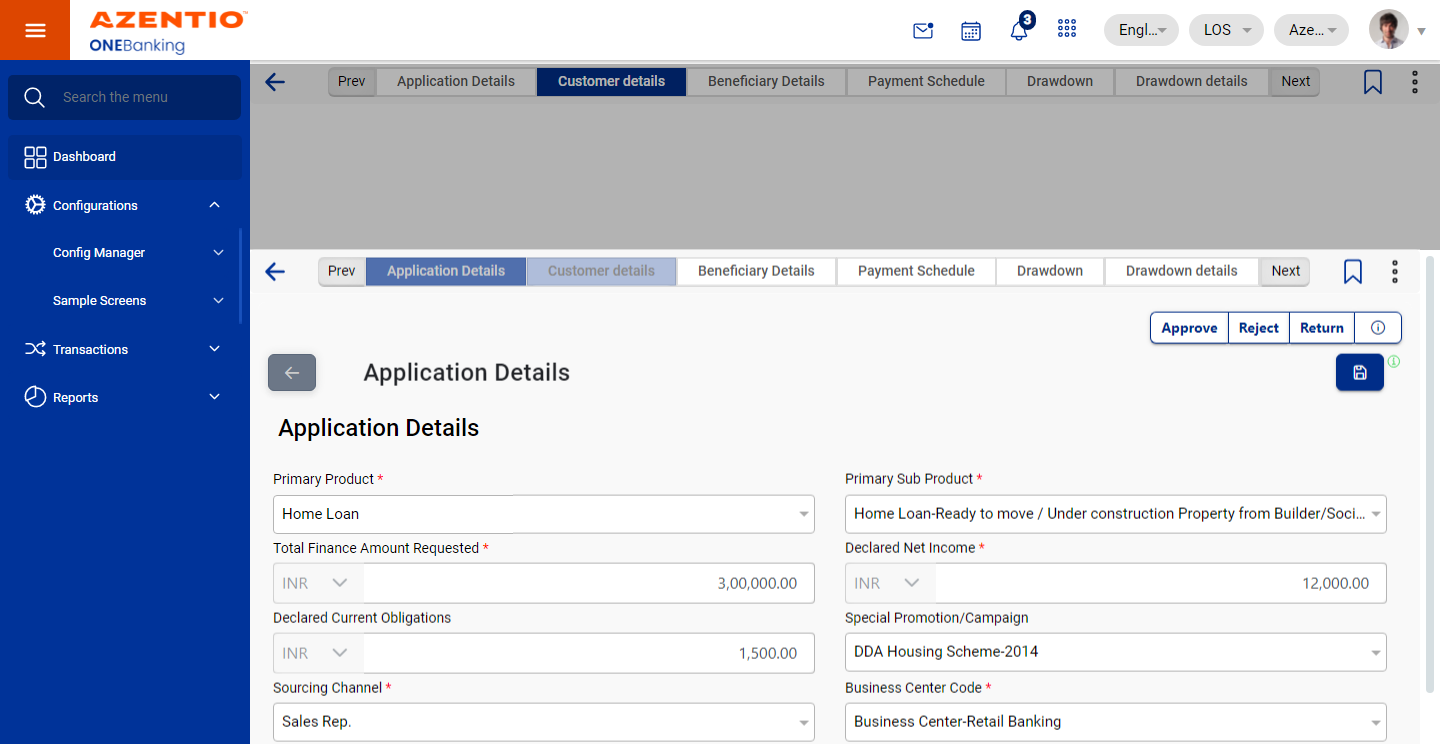 AZENTIO™
ONEBanking
3
Engl...
LOS
Aze...
Search the menu
Dashboard
Configurations
Config Manager
Sample Screens
Transactions
Reports
Prev
Application Details
Customer details
Beneficiary Details
Payment Schedule
Drawdown
Drawdown details
Next
Prev
Application Details
Customer details
Beneficiary Details
Payment Schedule
Drawdown
Drawdown details
Next
Approve
Reject
Return
Application Details
Application Details
Primary Product *
Home Loan
Primary Sub Product *
Home Loan-Ready to move / Under construction Property from Builder/Soci...
Total Finance Amount Requested *
INR
3,00,000.00
Declared Net Income *
INR
12,000.00
Declared Current Obligations
INR
1,500.00
Special Promotion/Campaign
DDA Housing Scheme-2014
Sourcing Channel *
Sales Rep.
Business Center Code *
Business Center-Retail Banking